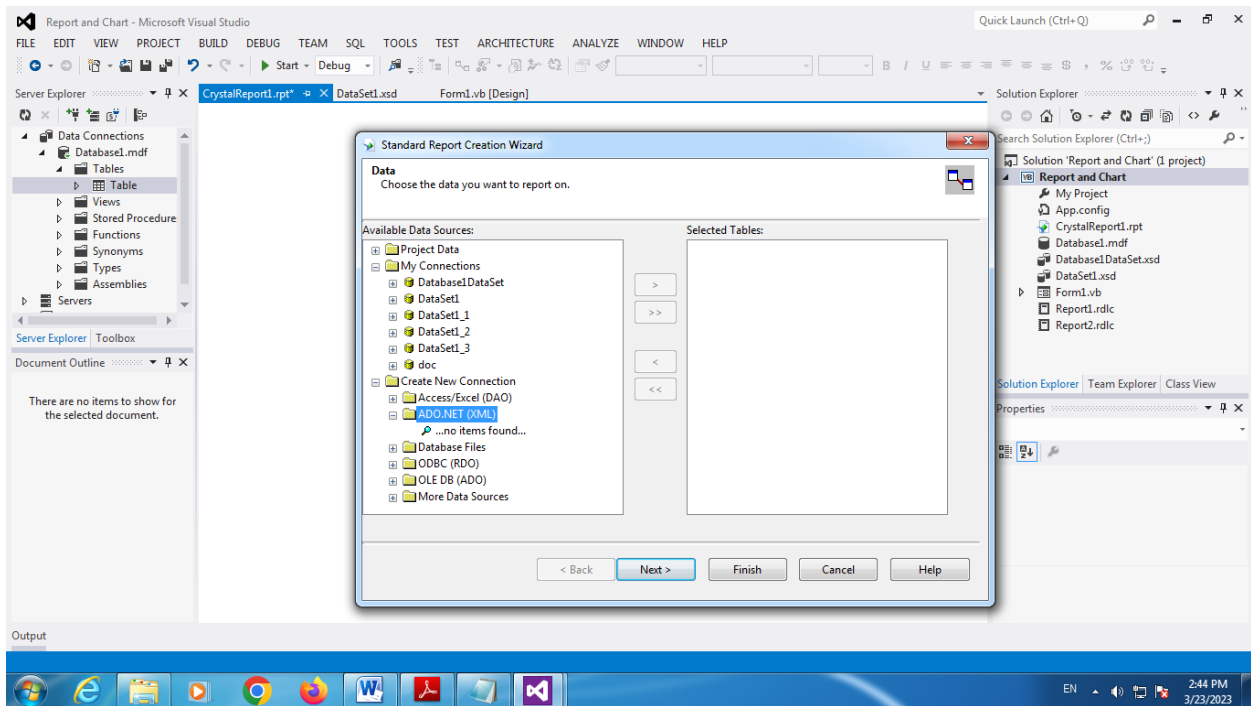 Report and Chart - Microsoft Visual Studio
Quick Launch (Ctrl+Q)
FILE EDIT VIEW PROJECT BUILD DEBUG TEAM SQL TOOLS TEST ARCHITECTURE ANALYZE WINDOW HELP
Start Debug
Server Explorer
CrystalReport1.rpt* DataSet1.xsd Form1.vb [Design]
Data Connections
Database1.mdf
Tables
Table
Views
Stored Procedure
Functions
Synonyms
Types
Assemblies
Servers
Server Explorer Toolbox
Document Outline
There are no items to show for
the selected document.
Standard Report Creation Wizard
Data
Choose the data you want to report on.
Available Data Sources:
Project Data
My Connections
Database1DataSet
DataSet1
DataSet1_1
DataSet1_2
DataSet1_3
doc
Create New Connection
Access/Excel (DAO)
ADO.NET (XML)
...no items found...
Database Files
ODBC (RDO)
OLE DB (ADO)
More Data Sources
>
>>
<
<<
Selected Tables:
< Back Next > Finish Cancel Help
Solution Explorer
Search Solution Explorer (Ctrl+;)
Solution 'Report and Chart' (1 project)
VB Report and Chart
My Project
App.config
CrystalReport1.rpt
Database1.mdf
Database1DataSet.xsd
DataSet1.xsd
Form1.vb
Report1.rdlc
Report2.rdlc
Solution Explorer Team Explorer Class View
Properties
Output
EN
2:44 PM
3/23/2023